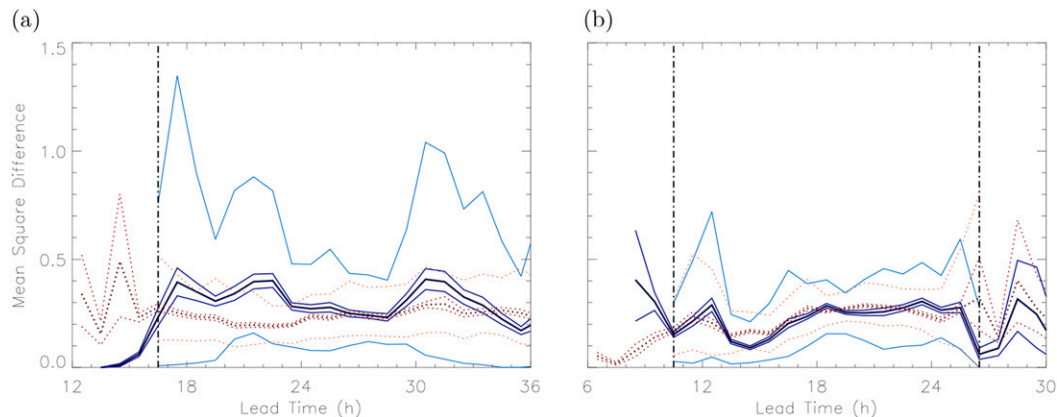 (a) (b)
1.5
1.0
0.5
0.0
Mean Square Difference
12 18 24 30 36 6 12 18 24 30
Lead Time (h) Lead Time (h)